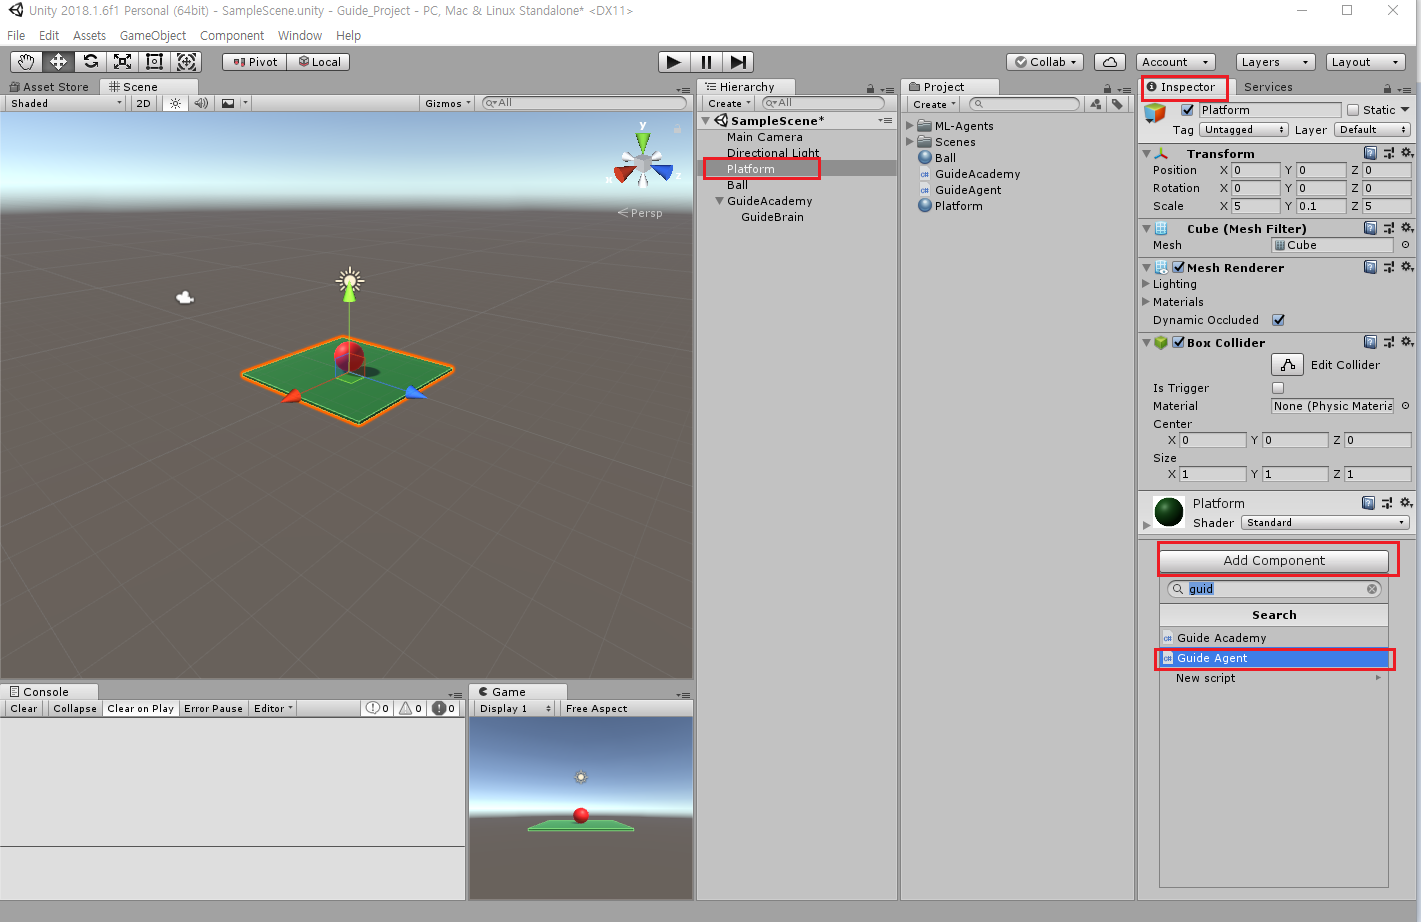 Unity 2018.1.6f1 Personal (64bit) - SampleScene.unity - Guide_Project - PC, Mac & Linux Standalone* <DX11>
File Edit Assets GameObject Component Window Help
Pivot Local Collab Account Layers Layout
Asset Store Scene
Shaded 2D Gizmos All
y
x
z
Persp
Hierarchy
Create All
SampleScene*
Main Camera
Directional Light
Platform
Ball
GuideAcademy
GuideBrain
Project
Create
ML-Agents
Scenes
Ball
GuideAcademy
GuideAgent
Platform
Inspector Services
Platform Static
Tag Untagged Layer Default
Transform
Position X 0 Y 0 Z 0
Rotation X 0 Y 0 Z 0
Scale X 5 Y 0.1 Z 5
Cube (Mesh Filter)
Mesh Cube
Mesh Renderer
Lighting
Materials
Dynamic Occluded
Box Collider
Edit Collider
Is Trigger
Material None (Physic Materia
Center
X 0 Y 0 Z 0
Size
X 1 Y 1 Z 1
Platform
Shader Standard
Add Component
guid
Search
Guide Academy
Guide Agent
New script
Console
Clear Collapse Clear on Play Error Pause Editor 0 0 0
Game
Display 1 Free Aspect